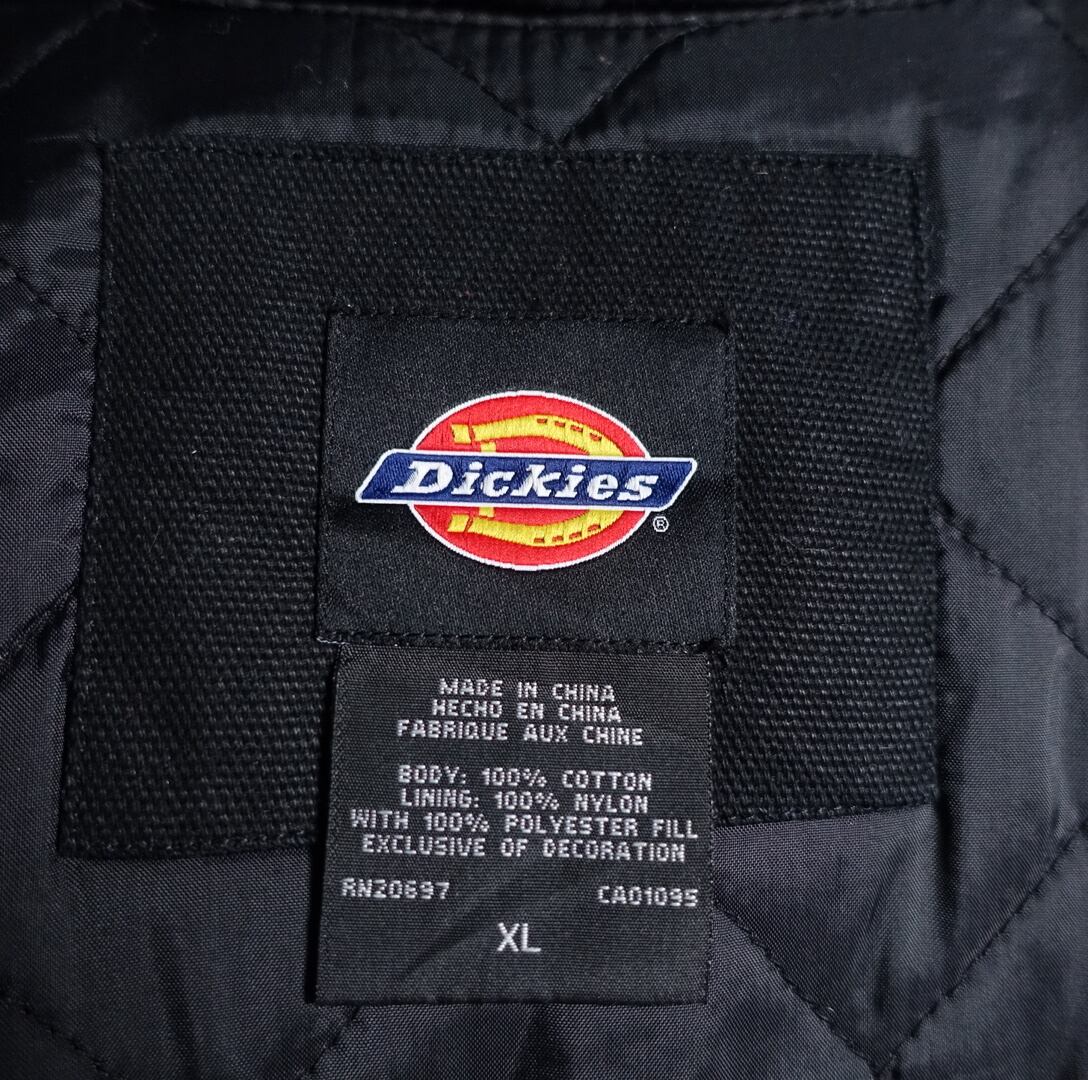 Dickies
®
MADE IN CHINA
HECHO EN CHINA
FABRIQUE AUX CHINE
BODY: 100% COTTON
LINING: 100% NYLON
WITH 100% POLYESTER FILL
EXCLUSIVE OF DECORATION
RN20697 CA01095
XL